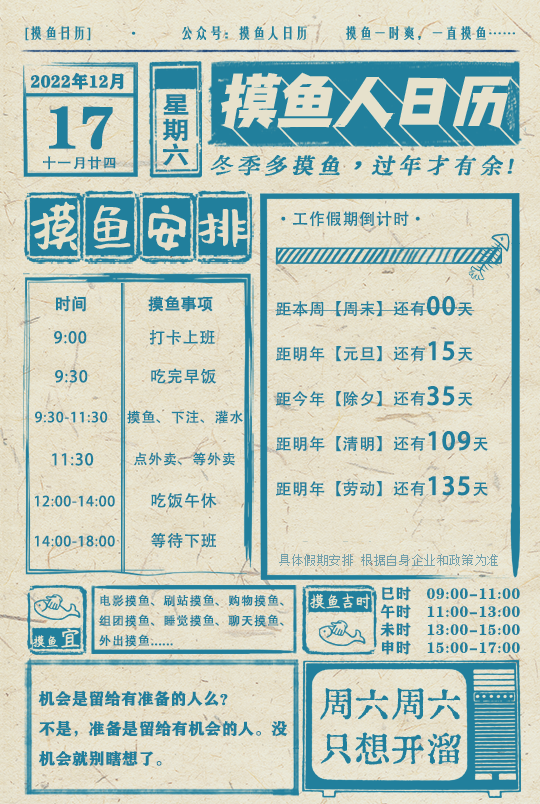 [摸鱼日历] · 公众号：摸鱼人日历 摸鱼一时爽，一直摸鱼……
2022年12月
17
十一月廿四
星期六
摸鱼人日历
冬季多摸鱼，过年才有余！
摸鱼安排
时间 摸鱼事项
9:00 打卡上班
9:30 吃完早饭
9:30-11:30 摸鱼、下注、灌水
11:30 点外卖、等外卖
12:00-14:00 吃饭午休
14:00-18:00 等待下班
·工作假期倒计时·
距本周【周末】还有00天
距明年【元旦】还有15天
距今年【除夕】还有35天
距明年【清明】还有109天
距明年【劳动】还有135天
具体假期安排 根据自身企业和政策为准
摸鱼宜
电影摸鱼、刷站摸鱼、购物摸鱼、
组团摸鱼、睡觉摸鱼、聊天摸鱼、
外出摸鱼……
摸鱼吉时
巳时 09:00-11:00
午时 11:00-13:00
未时 13:00-15:00
申时 15:00-17:00
机会是留给有准备的人么？
不是，准备是留给有机会的人。没
机会就别瞎想了。
周六周六
只想开溜